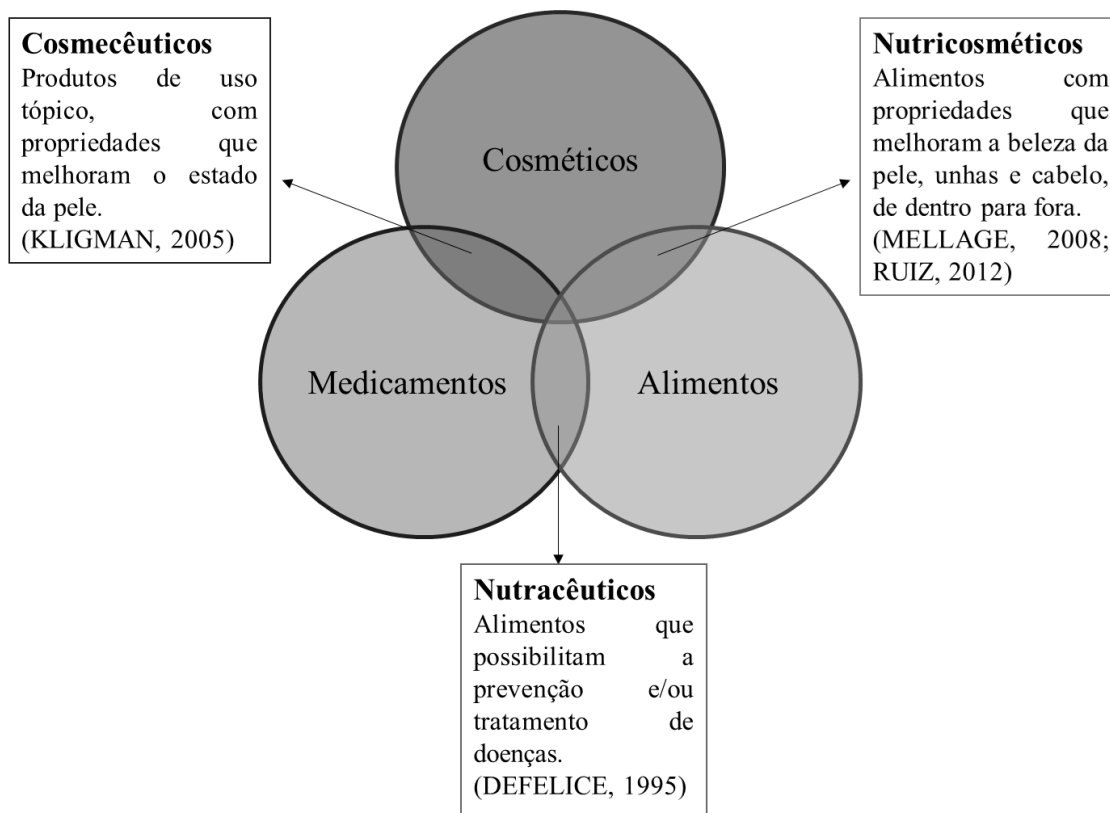 Cosmecêuticos
Produtos de uso
tópico, com
propriedades que
melhoram o estado
da pele.
(KLIGMAN, 2005)
Cosméticos
Nutricosméticos
Alimentos com
propriedades que
melhoram a beleza da
pele, unhas e cabelo,
de dentro para fora.
(MELLAGE, 2008;
RUIZ, 2012)
Medicamentos
Alimentos
Nutracêuticos
Alimentos que
possibilitam a
prevenção e/ou
tratamento de
doenças.
(DEFELICE, 1995)